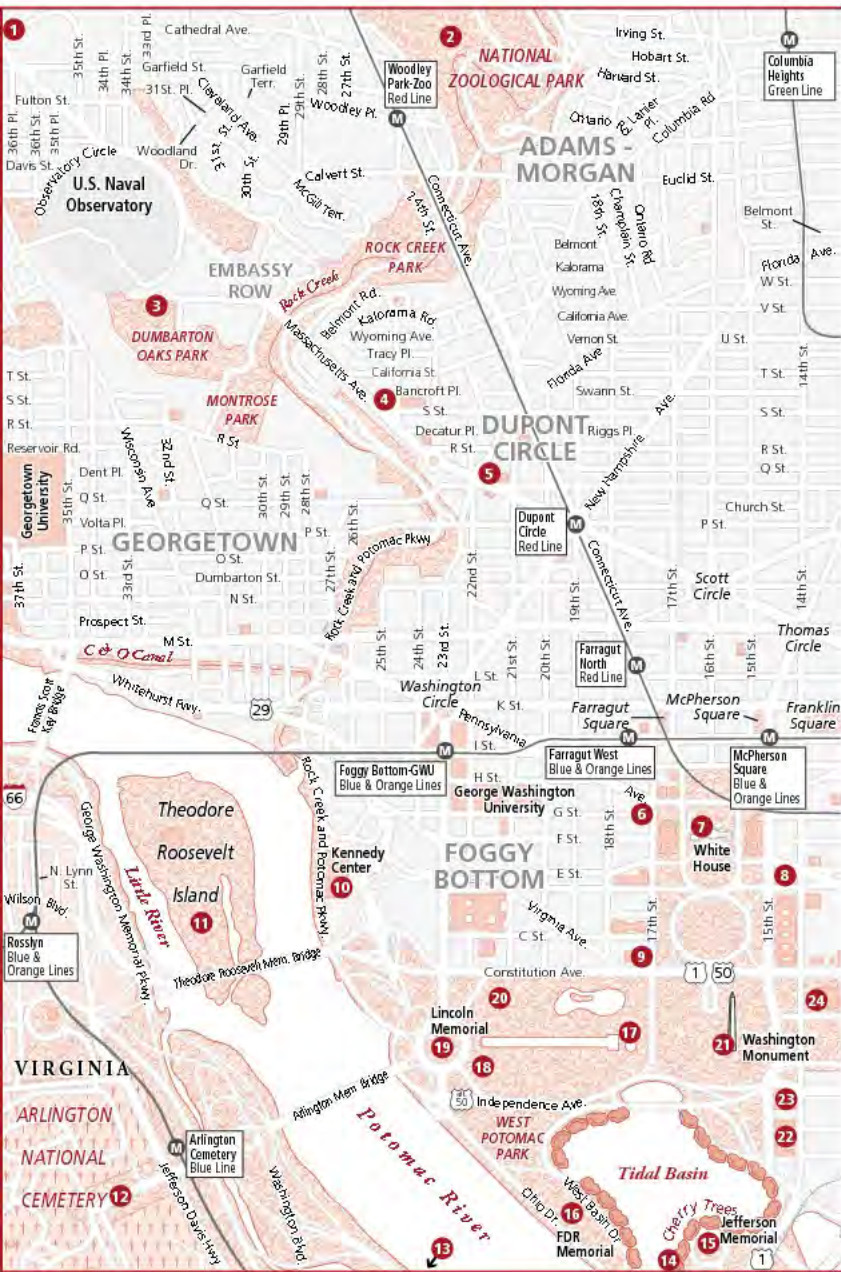 1
35th St.
34th Pl.
34th St.
33rd Pl.
Cathedral Ave.
Garfield St.
31St. Pl.
Cleveland Ave.
Garfield
Terr.
29th St.
28th St.
27th St.
Woodley
Park-Zoo
Red Line
M
2
NATIONAL
ZOOLOGICAL PARK
Irving St.
Hobart St.
Harvard St.
M
Columbia
Heights
Green Line
Fulton St.
36th Pl.
36th St.
35th Pl.
Davis St.
Observatory Circle
Woodland
Dr.
31st. St.
30th St.
29th Pl.
Woodley Pl.
Calvert St.
McGill Terr.
24th St.
Connecticut Ave.
Ontario
Pl.
& Lanier
Pl.
Columbia Rd
ADAMS -
MORGAN
Euclid St.
U.S. Naval
Observatory
18th St.
Champlain St.
Ontario Rd
Belmont
St.
Belmont
Kalorama
Wyoming Ave
California Ave.
Vernon St.
Florida Ave.
W St.
V St.
U St.
14th St.
EMBASSY
ROW
ROCK CREEK
PARK
Rock Creek
3
DUMBARTON
OAKS PARK
MONTROSE
PARK
Massachusetts Ave.
Belmont Rd.
Kalorama Rd.
Wyoming Ave.
Tracy Pl.
California St.
4
Bancroft Pl.
S St.
Decatur Pl.
R St.
5
Florida Ave
Swann St.
T St.
S St.
R St.
Q St.
DUPONT
CIRCLE
Riggs Pl.
New Hampshire
Ave.
Church St.
P St.
T St.
S St.
R St.
Reservoir Rd.
Georgetown
University
35th St.
Wisconsin Ave
32nd St.
R St
Dent Pl.
Q St.
Volta Pl.
P St.
O St.
33rd St.
37th St.
Q St.
30th St.
29th St.
28th St.
P St.
GEORGETOWN
O St.
Dumbarton St.
N St.
27th St.
26th St.
Rock Creek and Potomac Pkwy
Dupont
Circle
Red Line
M
Connecticut Ave.
22nd St.
19th St.
17th St.
Scott
Circle
14th St.
Thomas
Circle
Prospect St.
M St.
C & O Canal
Whitehurst Fwy.
Francis Scott
Key Bridge
29
25th St.
24th St.
23rd St.
21st St.
20th St.
L St.
K St.
Washington
Circle
Pennsylvania
I St.
H St.
Farragut
North
Red Line
M
16th St.
15th St.
Farragut
Square
McPherson
Square
Franklin
Square
M
Foggy Bottom-GWU
Blue & Orange Lines
M
Farragut West
Blue & Orange Lines
M
McPherson
Square
Blue &
Orange Lines
George Washington
University
66
George Washington Memorial Pkwy.
Theodore
Roosevelt
Island
11
Little River
Rock Creek and Potomac Pkwy.
Kennedy
Center
10
Ave.
6
G St.
F St.
E St.
18th St.
7
White
House
8
FOGGY
BOTTOM
Virginia Ave.
C St.
17th St.
15th St.
9
N. Lynn
St.
Wilson Blvd.
M
Rosslyn
Blue &
Orange Lines
Theodore Roosevelt Mem. Bridge
Constitution Ave.
1
50
20
24
Lincoln
Memorial
19
18
17
21
Washington
Monument
VIRGINIA
ARLINGTON
NATIONAL
CEMETERY
12
M
Arlington
Cemetery
Blue Line
Jefferson Davis Hwy
Washington Blvd.
Arlington Mem. Bridge
Potomac River
50
Independence Ave.
WEST
POTOMAC
PARK
23
22
Tidal Basin
Cherry Trees
Ohio Dr.
West Basin Dr
16
FDR
Memorial
13
14
15
Jefferson
Memorial
1